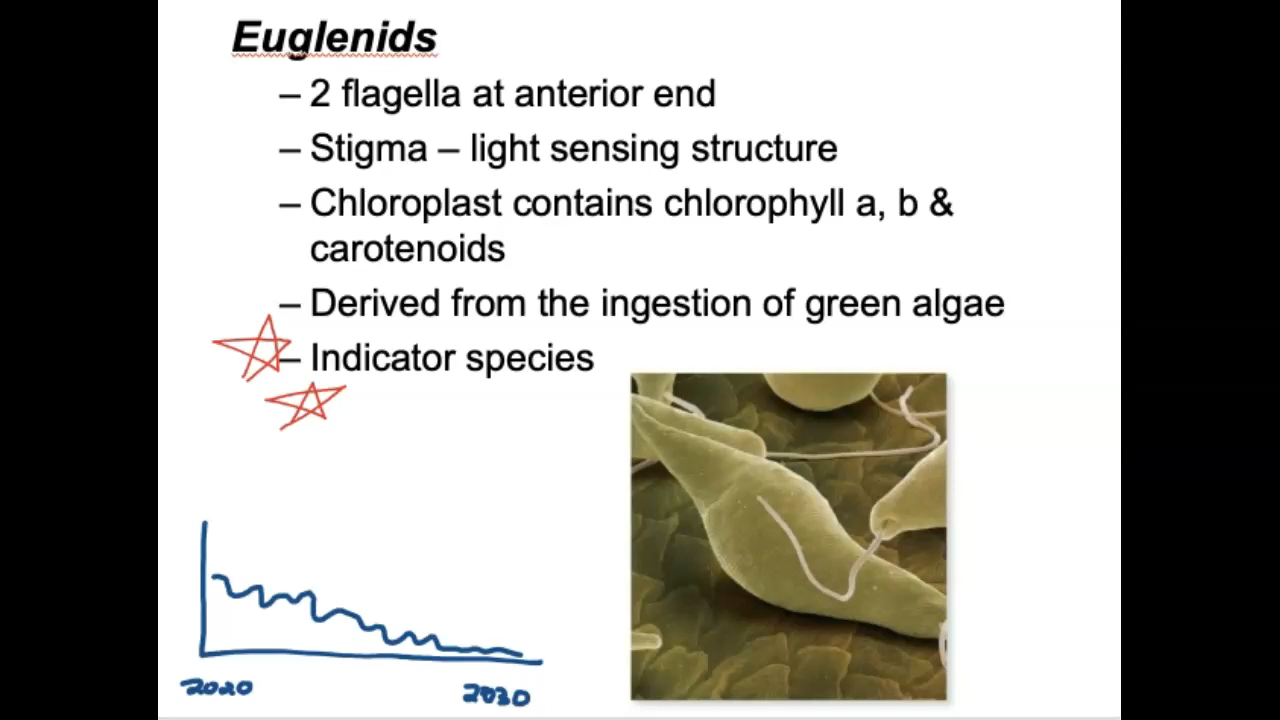 Euglenids
– 2 flagella at anterior end
– Stigma – light sensing structure
– Chloroplast contains chlorophyll a, b &
carotenoids
– Derived from the ingestion of green algae
– Indicator species
2020 2030